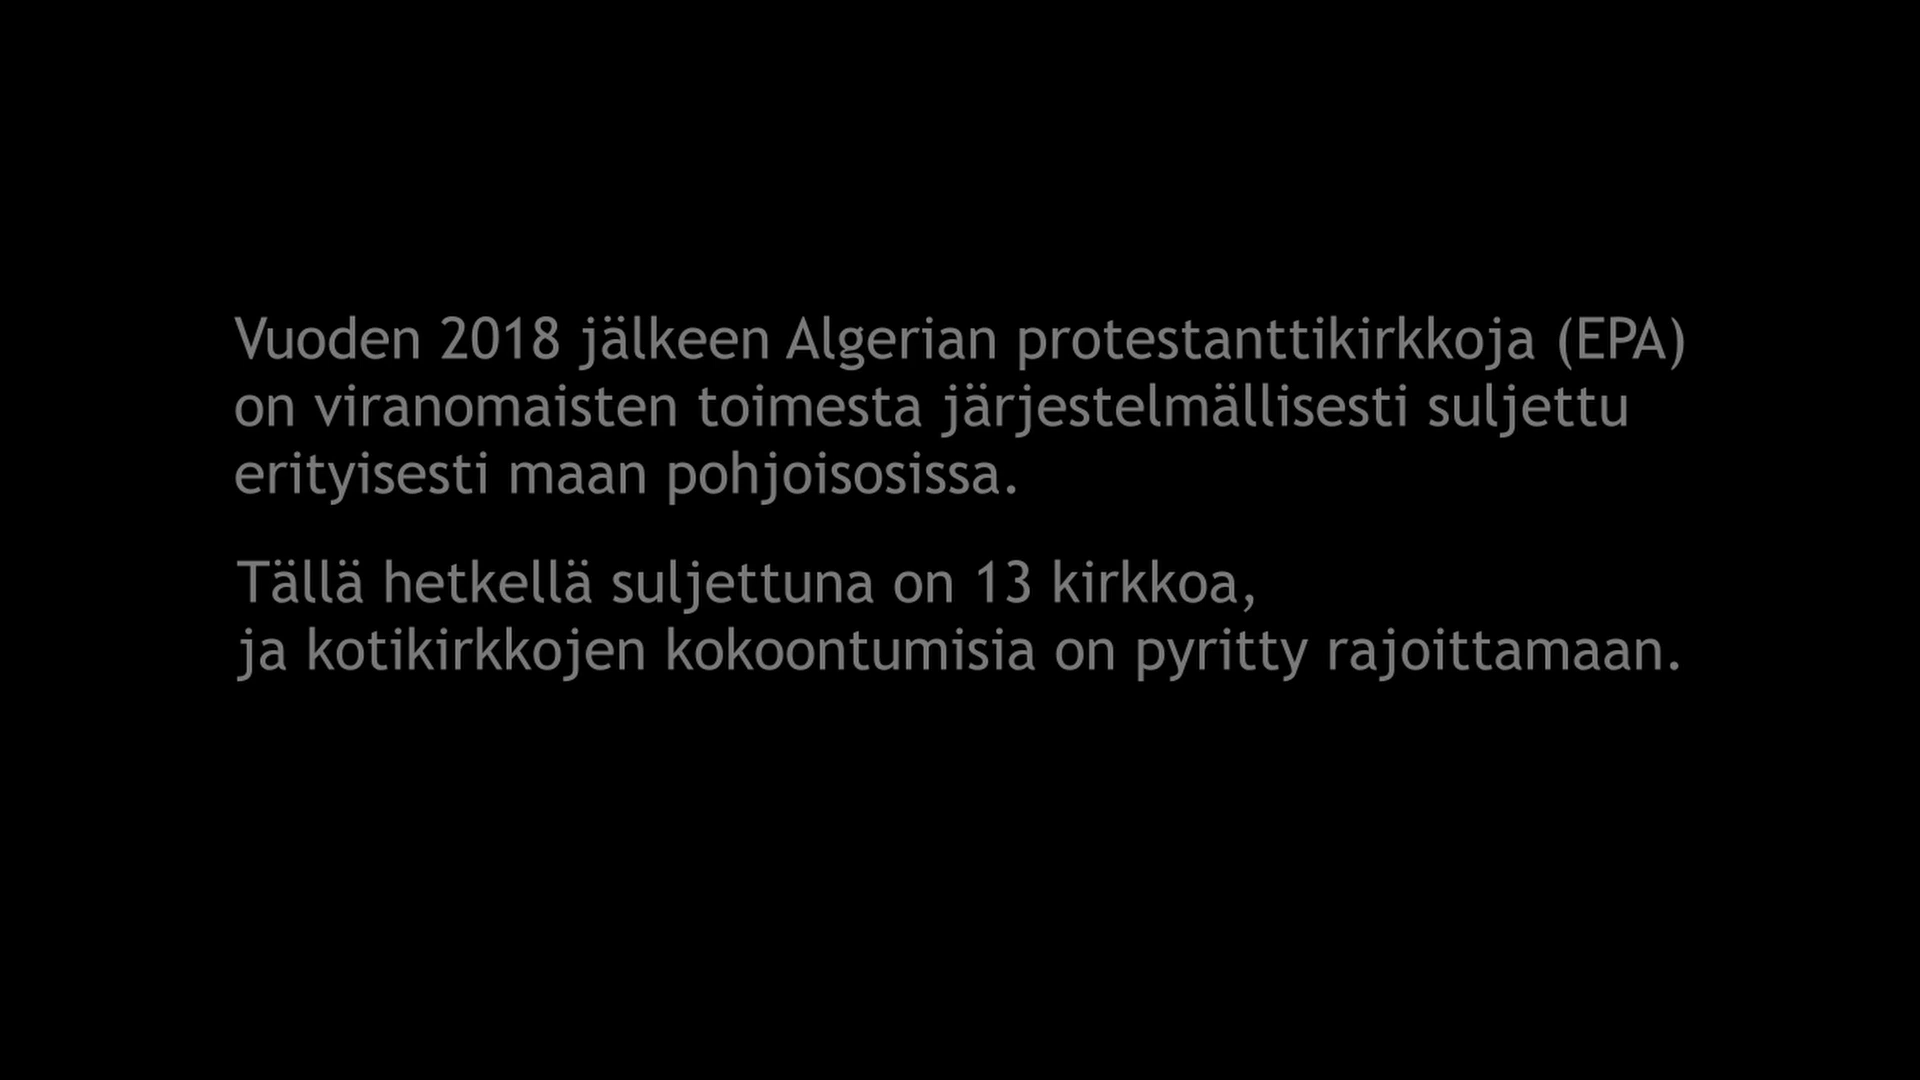 Vuoden 2018 jälkeen Algerian protestanttikirkkoja (EPA)
on viranomaisten toimesta järjestelmällisesti suljettu
erityisesti maan pohjoisosissa.
Tällä hetkellä suljettuna on 13 kirkkoa,
ja kotikirkkojen kokoontumisia on pyritty rajoittamaan.